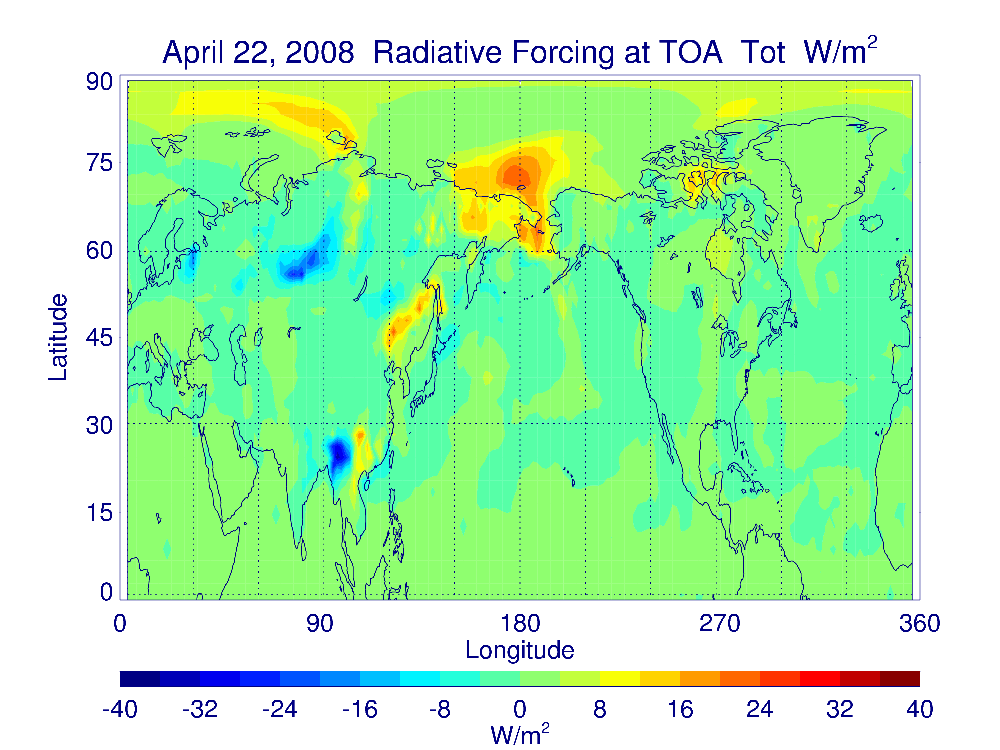 April 22, 2008 Radiative Forcing at TOA Tot W/m²
90
75
60
45
30
15
0
Latitude
0 90 180 270 360
Longitude
-40 -32 -24 -16 -8 0 8 16 24 32 40
W/m²